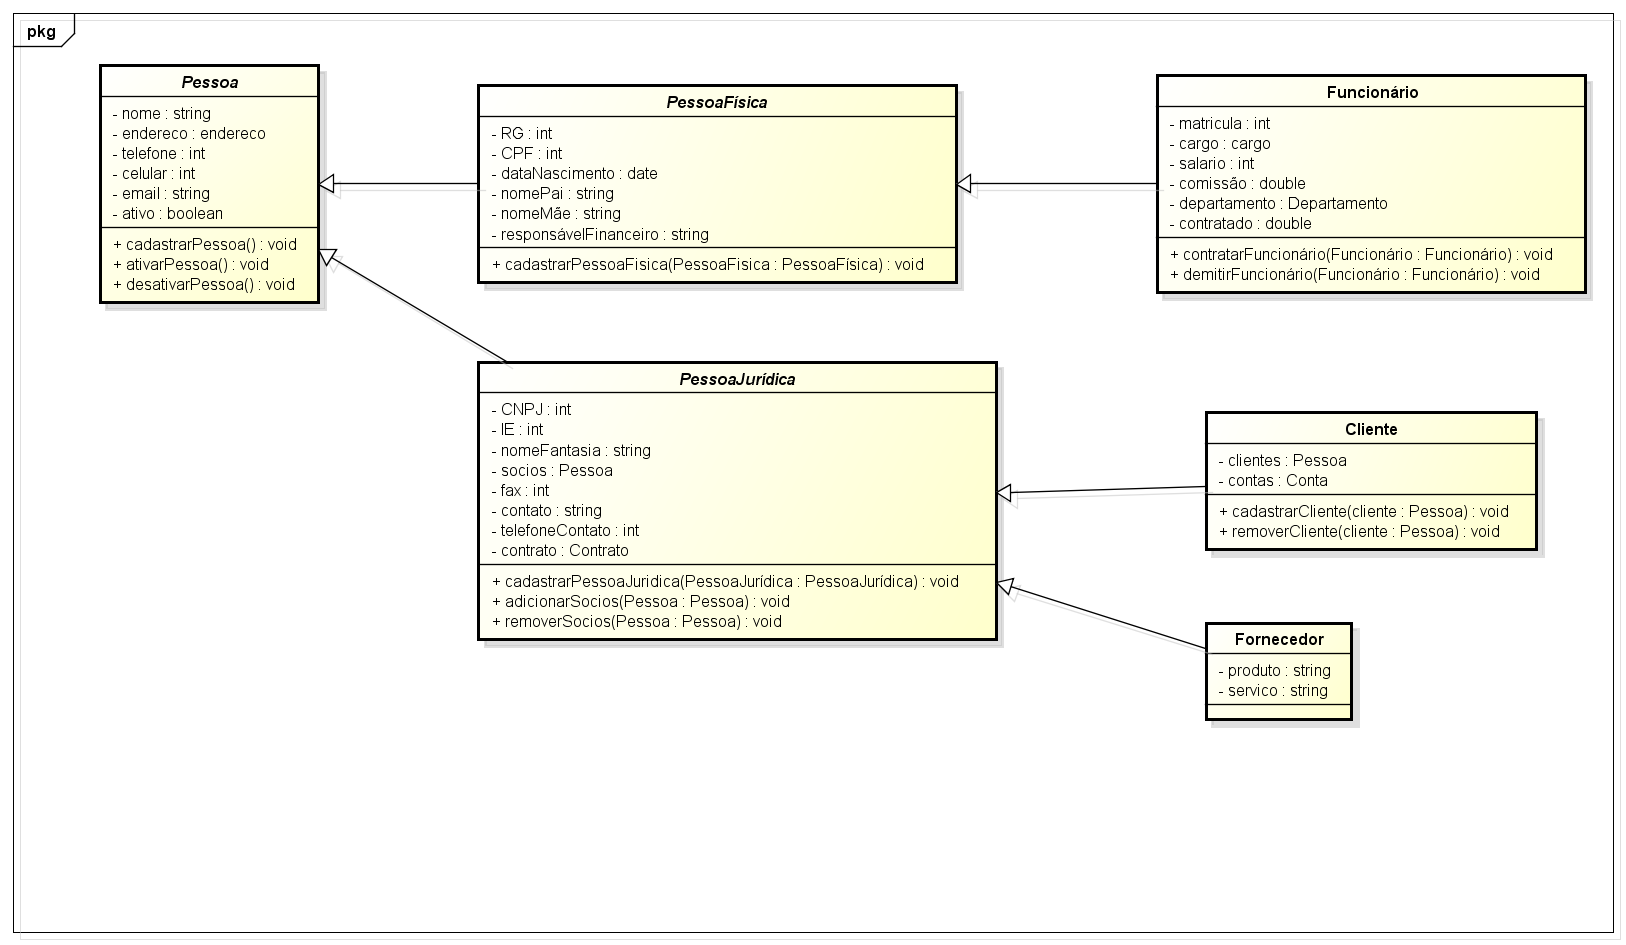 pkg
Pessoa
- nome : string
- endereco : endereco
- telefone : int
- celular : int
- email : string
- ativo : boolean
+ cadastrarPessoa() : void
+ ativarPessoa() : void
+ desativarPessoa() : void
PessoaFísica
- RG : int
- CPF : int
- dataNascimento : date
- nomePai : string
- nomeMãe : string
- responsávelFinanceiro : string
+ cadastrarPessoaFisica(PessoaFisica : PessoaFísica) : void
Funcionário
- matricula : int
- cargo : cargo
- salario : int
- comissão : double
- departamento : Departamento
- contratado : double
+ contratarFuncionário(Funcionário : Funcionário) : void
+ demitirFuncionário(Funcionário : Funcionário) : void
PessoaJurídica
- CNPJ : int
- IE : int
- nomeFantasia : string
- socios : Pessoa
- fax : int
- contato : string
- telefoneContato : int
- contrato : Contrato
+ cadastrarPessoaJuridica(PessoaJurídica : PessoaJurídica) : void
+ adicionarSocios(Pessoa : Pessoa) : void
+ removerSocios(Pessoa : Pessoa) : void
Cliente
- clientes : Pessoa
- contas : Conta
+ cadastrarCliente(cliente : Pessoa) : void
+ removerCliente(cliente : Pessoa) : void
Fornecedor
- produto : string
- servico : string